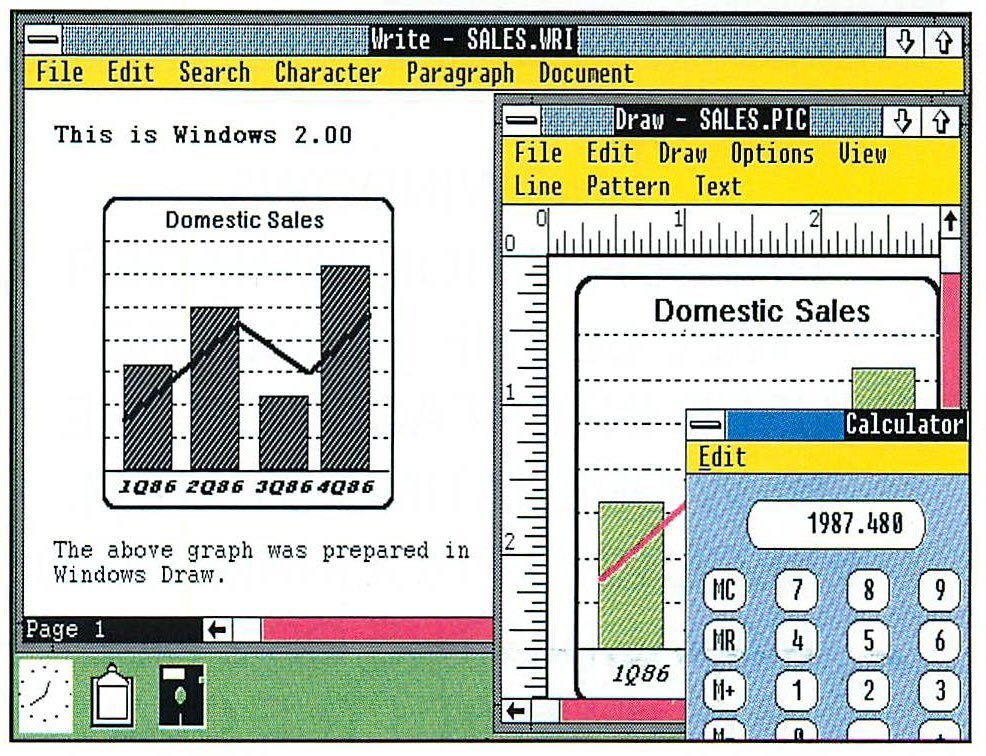 Write - SALES.WRI
File Edit Search Character Paragraph Document
This is Windows 2.00
Domestic Sales
1Q86 2Q86 3Q86 4Q86
The above graph was prepared in
Windows Draw.
Page 1
Draw - SALES.PIC
File Edit Draw Options View
Line Pattern Text
0 1 2
0
1
2
Domestic Sales
1Q86
Calculator
Edit
1987.480
MC 7 8 9
MR 4 5 6
M+ 1 2 3
M- 0 . +